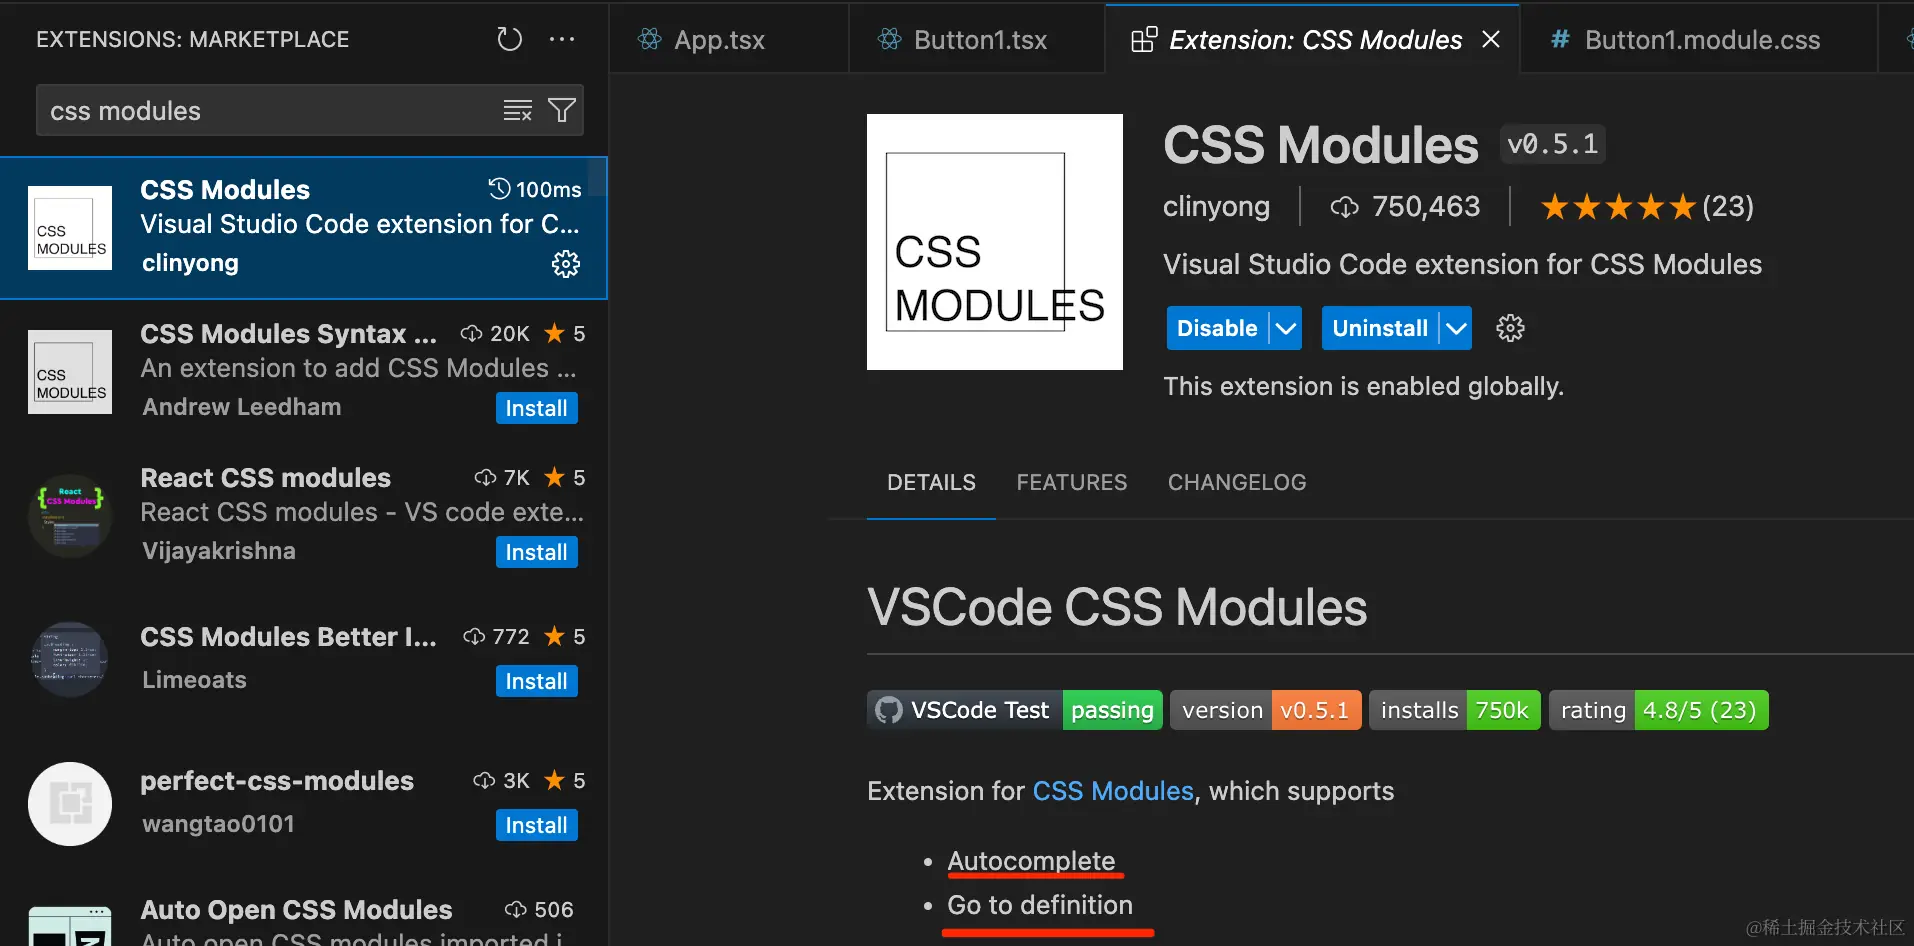 EXTENSIONS: MARKETPLACE
css modules
CSS Modules 100ms
Visual Studio Code extension for C...
clinyong
CSS
MODULES
CSS Modules Syntax ... 20K ★ 5
An extension to add CSS Modules ...
Andrew Leedham Install
CSS
MODULES
React CSS modules 7K ★ 5
React CSS modules - VS code exte...
Vijayakrishna Install
React
CSS Modules
CSS Modules Better I... 772 ★ 5
Limeoats Install
perfect-css-modules 3K ★ 5
wangtao0101 Install
Auto Open CSS Modules 506
Auto open CSS modules imported i
App.tsx Button1.tsx Extension: CSS Modules # Button1.module.css
CSS
MODULES
CSS Modules v0.5.1
clinyong 750,463 ★★★★★(23)
Visual Studio Code extension for CSS Modules
Disable Uninstall
This extension is enabled globally.
DETAILS FEATURES CHANGELOG
VSCode CSS Modules
VSCode Test passing version v0.5.1 installs 750k rating 4.8/5 (23)
Extension for CSS Modules, which supports
• Autocomplete
• Go to definition
@稀土掘金技术社区